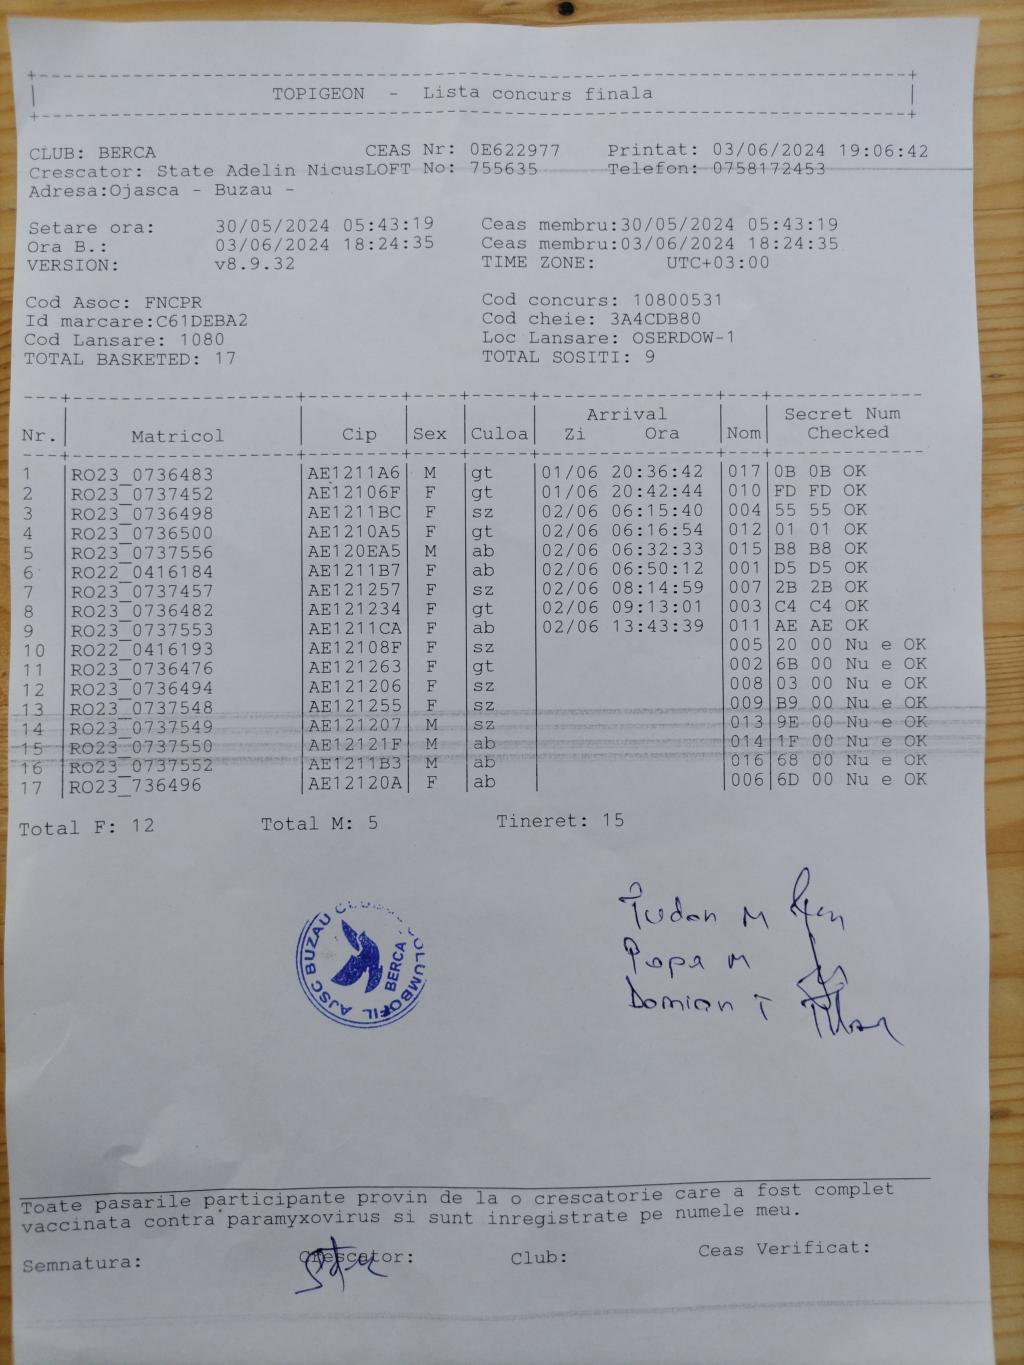 TOPIGEON - Lista concurs finala
CLUB: BERCA CEAS Nr: 0E622977 Printat: 03/06/2024 19:06:42
Crescator: State Adelin NicusLOFT No: 755635 Telefon: 0758172453
Adresa:Ojasca - Buzau -
Setare ora: 30/05/2024 05:43:19 Ceas membru:30/05/2024 05:43:19
Ora B.: 03/06/2024 18:24:35 Ceas membru:03/06/2024 18:24:35
VERSION: v8.9.32 TIME ZONE: UTC+03:00
Cod Asoc: FNCPR Cod concurs: 10800531
Id marcare:C61DEBA2 Cod cheie: 3A4CDB80
Cod Lansare: 1080 Loc Lansare: OSERDOW-1
TOTAL BASKETED: 17 TOTAL SOSITI: 9
Arrival Secret Num
Nr. Matricol Cip Sex Culoa Zi Ora Nom Checked
1 RO23_0736483 AE1211A6 M gt 01/06 20:36:42 017 0B 0B OK
2 RO23_0737452 AE12106F F gt 01/06 20:42:44 010 FD FD OK
3 RO23_0736498 AE1211BC F sz 02/06 06:15:40 004 55 55 OK
4 RO23_0736500 AE1210A5 F gt 02/06 06:16:54 012 01 01 OK
5 RO23_0737556 AE120EA5 M ab 02/06 06:32:33 015 B8 B8 OK
6 RO22_0416184 AE1211B7 F ab 02/06 06:50:12 001 D5 D5 OK
7 RO23_0737457 AE121257 F sz 02/06 08:14:59 007 2B 2B OK
8 RO23_0736482 AE121234 F gt 02/06 09:13:01 003 C4 C4 OK
9 RO23_0737553 AE1211CA F ab 02/06 13:43:39 011 AE AE OK
10 RO22_0416193 AE12108F F sz 005 20 00 Nu e OK
11 RO23_0736476 AE121263 F gt 002 6B 00 Nu e OK
12 RO23_0736494 AE121206 F sz 008 03 00 Nu e OK
13 RO23_0737548 AE121255 F sz 009 B9 00 Nu e OK
14 RO23_0737549 AE121207 M sz 013 9E 00 Nu e OK
15 RO23_0737550 AE12121F M ab 014 1F 00 Nu e OK
16 RO23_0737552 AE1211B3 M ab 016 68 00 Nu e OK
17 RO23_736496 AE12120A F ab 006 6D 00 Nu e OK
Total F: 12 Total M: 5 Tineret: 15
Tudon M
Popa M
Domian T
AJSC BUZAU CLUBUL COLUMBOFIL
BERCA
Toate pasarile participante provin de la o crescatorie care a fost complet
vaccinata contra paramyxovirus si sunt inregistrate pe numele meu.
Semnatura: Crescator: Club: Ceas Verificat: